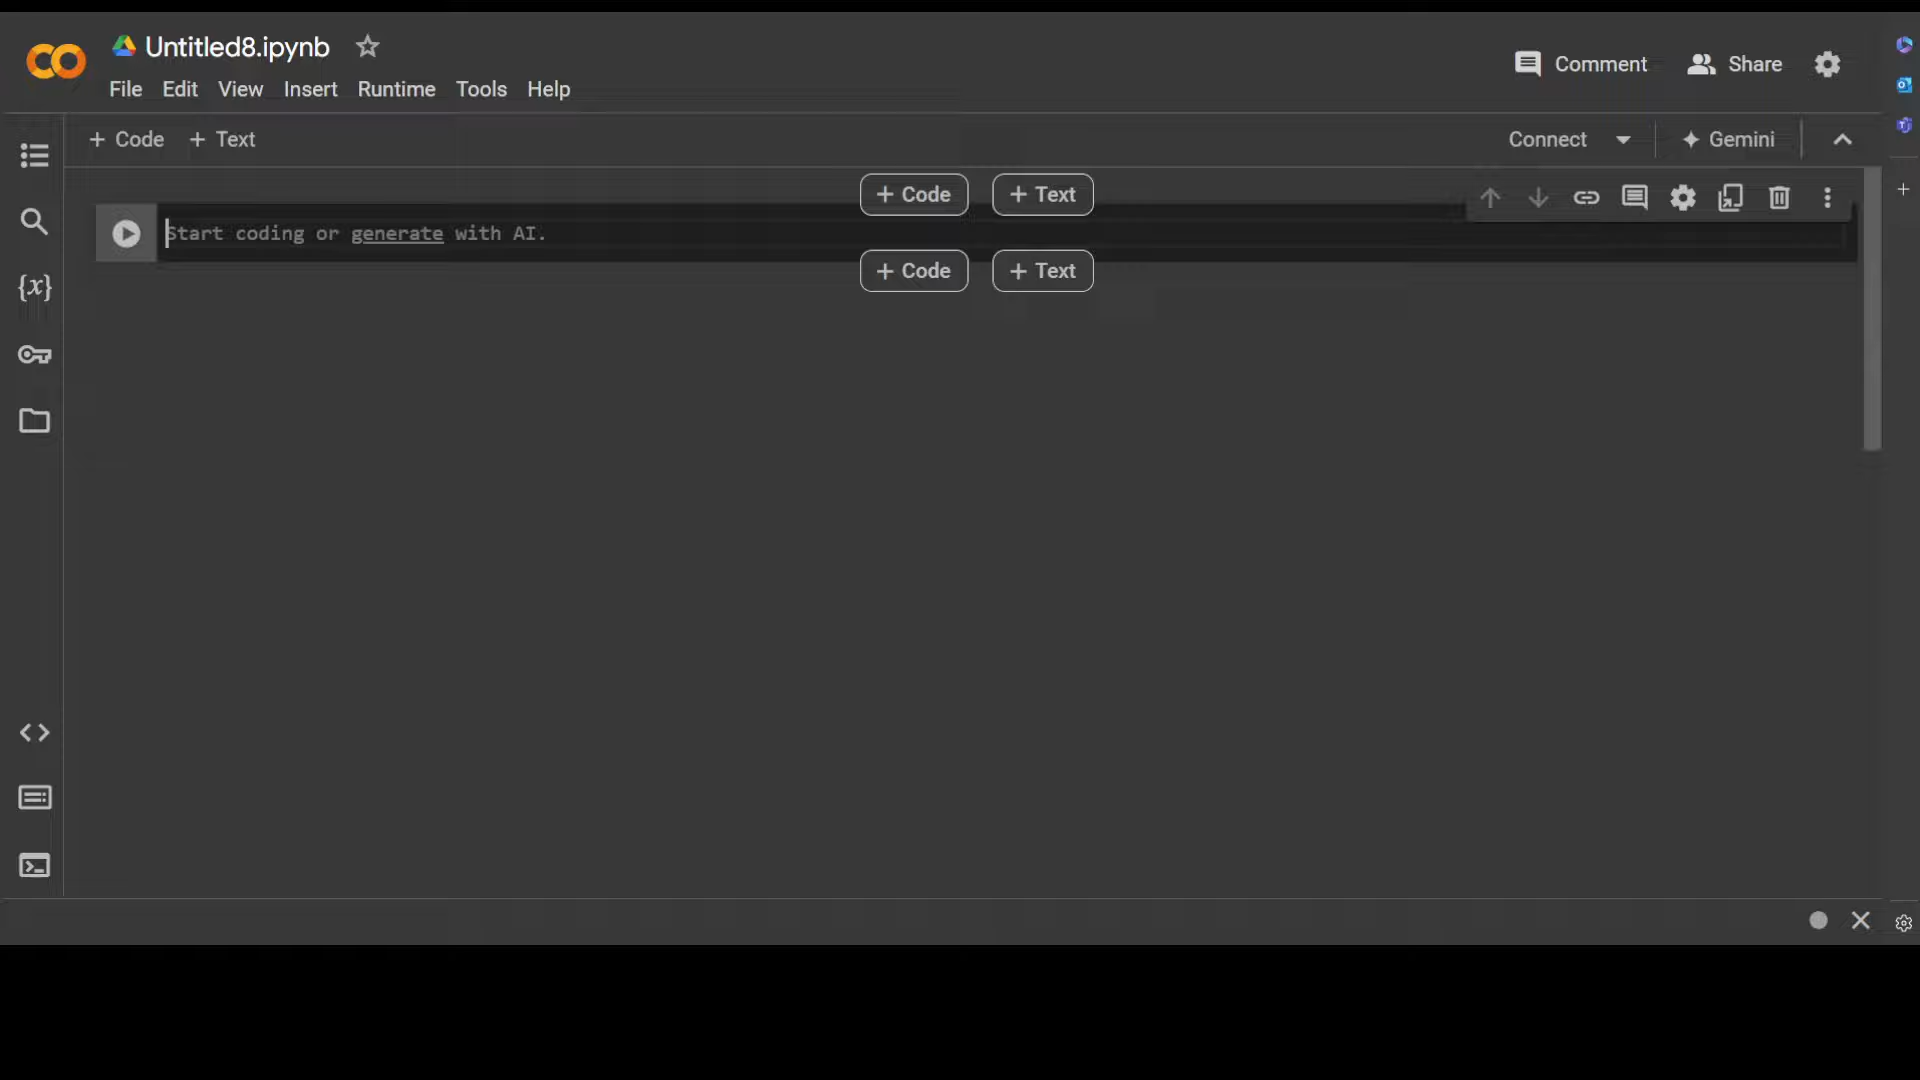 Untitled8.ipynb
File Edit View Insert Runtime Tools Help
Comment Share
+ Code + Text
Connect Gemini
+ Code + Text
Start coding or generate with AI.
+ Code + Text
{x}